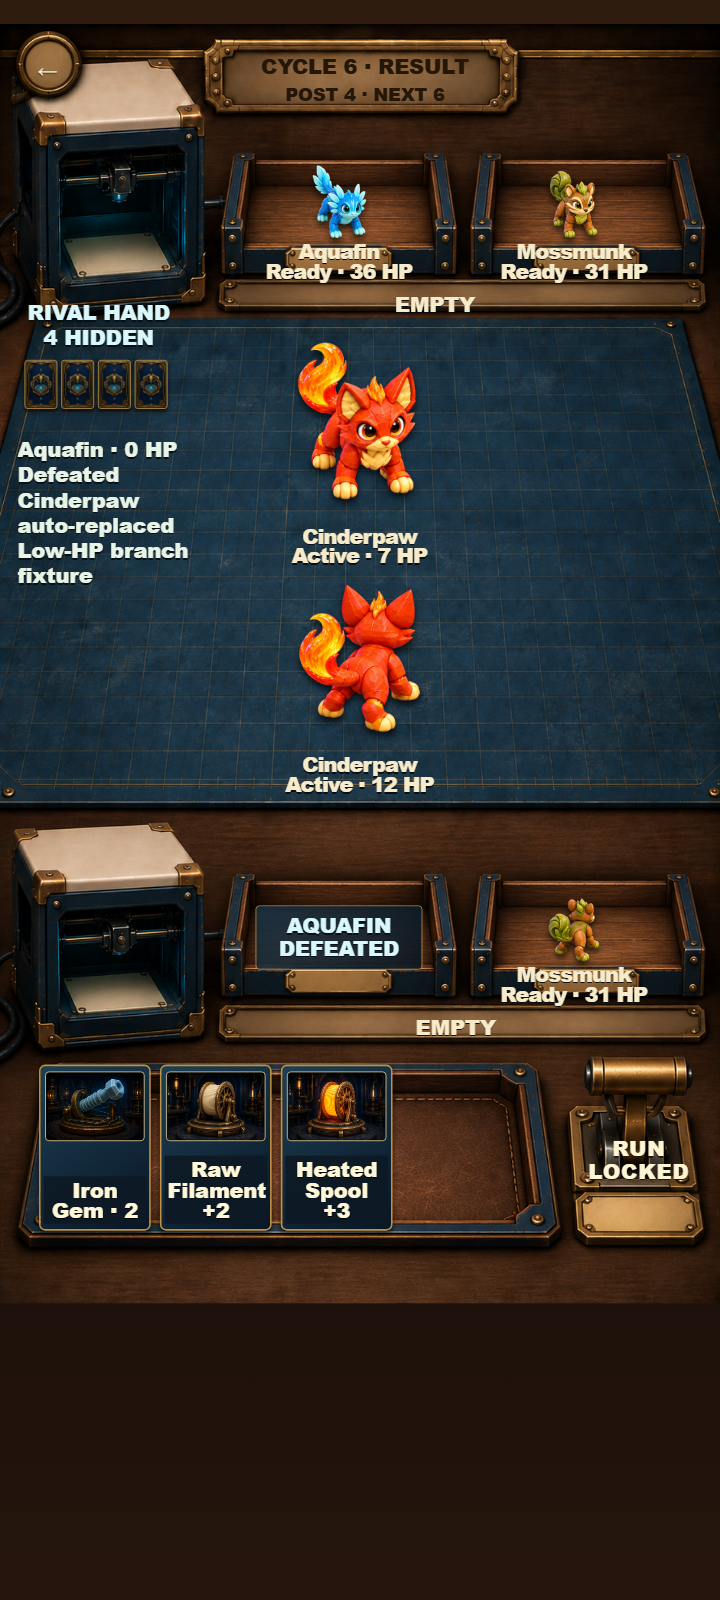 ←
CYCLE 6 · RESULT
POST 4 · NEXT 6
Aquafin
Ready · 36 HP
Mossmunk
Ready · 31 HP
EMPTY
RIVAL HAND
4 HIDDEN
Aquafin · 0 HP
Defeated
Cinderpaw
auto-replaced
Low-HP branch
fixture
Cinderpaw
Active · 7 HP
Cinderpaw
Active · 12 HP
AQUAFIN
DEFEATED
Mossmunk
Ready · 31 HP
EMPTY
Iron
Gem · 2
Raw
Filament
+2
Heated
Spool
+3
RUN
LOCKED